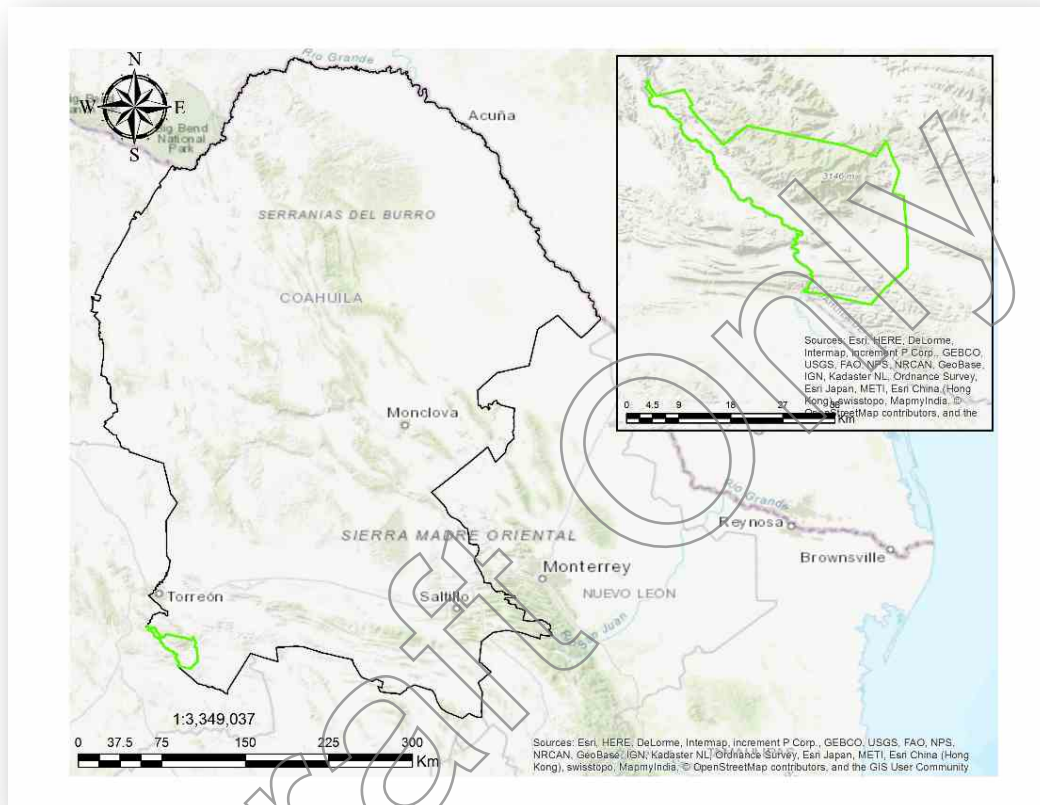 N
W E
S
Rio Grande
Big Bend
National
Park
Acuña
SERRANIAS DEL BURRO
COAHUILA
Monclova
SIERRA MADRE ORIENTAL
Monterrey
NUEVO LEON
Torreón
Saltillo
Juan
Rio Grande
Reynosa
Brownsville
3146 m
Sources: Esri, HERE, DeLorme,
Intermap, increment P Corp., GEBCO,
USGS, FAO, NPS, NRCAN, GeoBase,
IGN, Kadaster NL, Ordnance Survey,
Esri Japan, METI, Esri China (Hong
Kong), swisstopo, MapmyIndia, ©
OpenStreetMap contributors, and the
0 4.5 9 18 27 36
Km
1:3,349,037
0 37.5 75 150 225 300
Km
TAMAULIPAS
Sources: Esri, HERE, DeLorme, Intermap, increment P Corp., GEBCO, USGS, FAO, NPS,
NRCAN, GeoBase, IGN, Kadaster NL, Ordnance Survey, Esri Japan, METI, Esri China (Hong
Kong), swisstopo, MapmyIndia, © OpenStreetMap contributors, and the GIS User Community
Draft Only